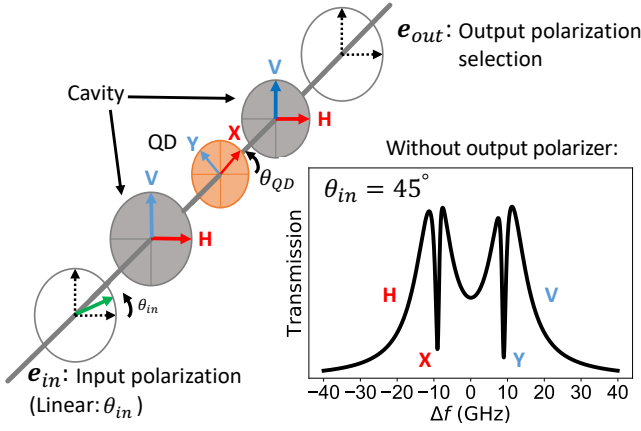 e_out: Output polarization
selection
Cavity
V
H
QD
Y
X
θ_QD
V
H
θ_in
e_in: Input polarization
(Linear: θ_in)
Without output polarizer:
θ_in = 45°
Transmission
H
V
X
Y
−40 −30 −20 −10 0 10 20 30 40
Δf (GHz)